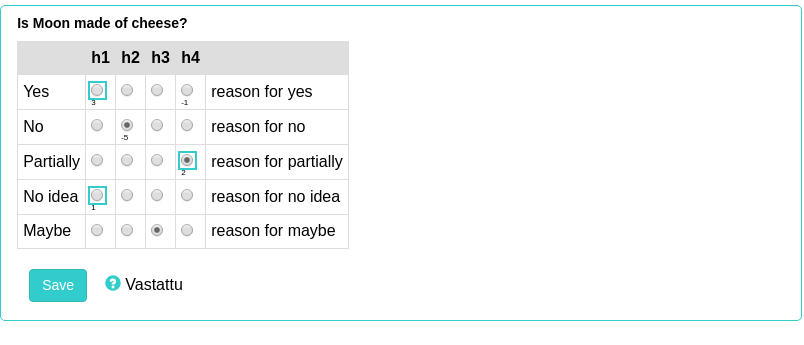 Is Moon made of cheese?
h1 h2 h3 h4
Yes 3 -1 reason for yes
No -5 reason for no
Partially 2 reason for partially
No idea 1 reason for no idea
Maybe reason for maybe
Save ? Vastattu